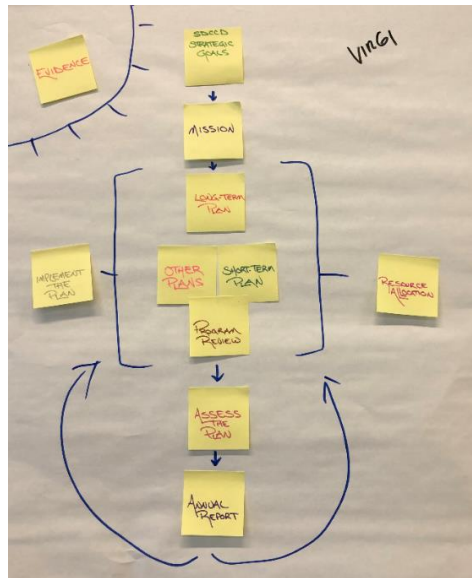 EVIDENCE
SDCCD
STRATEGIC
GOALS
VIRGI
MISSION
LONG-TERM
PLAN
IMPLEMENT
THE
PLAN
OTHER
PLANS
SHORT-TERM
PLAN
RESOURCE
ALLOCATION
PROGRAM
REVIEW
ASSESS
THE
PLAN
ANNUAL
REPORT